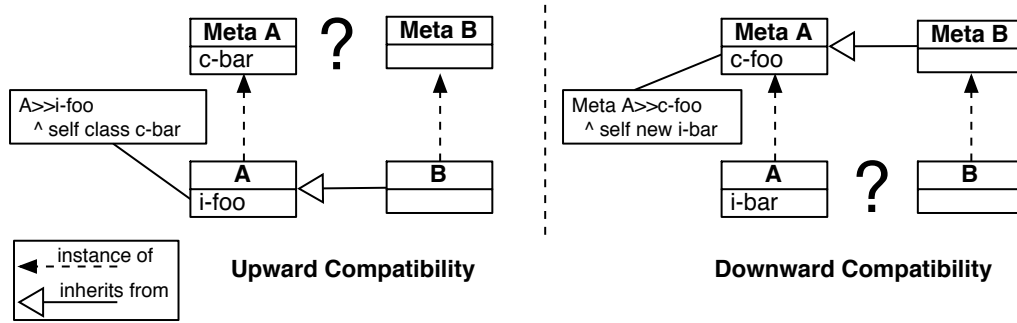 Meta A
c-bar
?
Meta B
A>>i-foo
^ self class c-bar
A
i-foo
B
instance of
inherits from
Upward Compatibility
Meta A
c-foo
Meta B
Meta A>>c-foo
^ self new i-bar
A
i-bar
?
B
Downward Compatibility